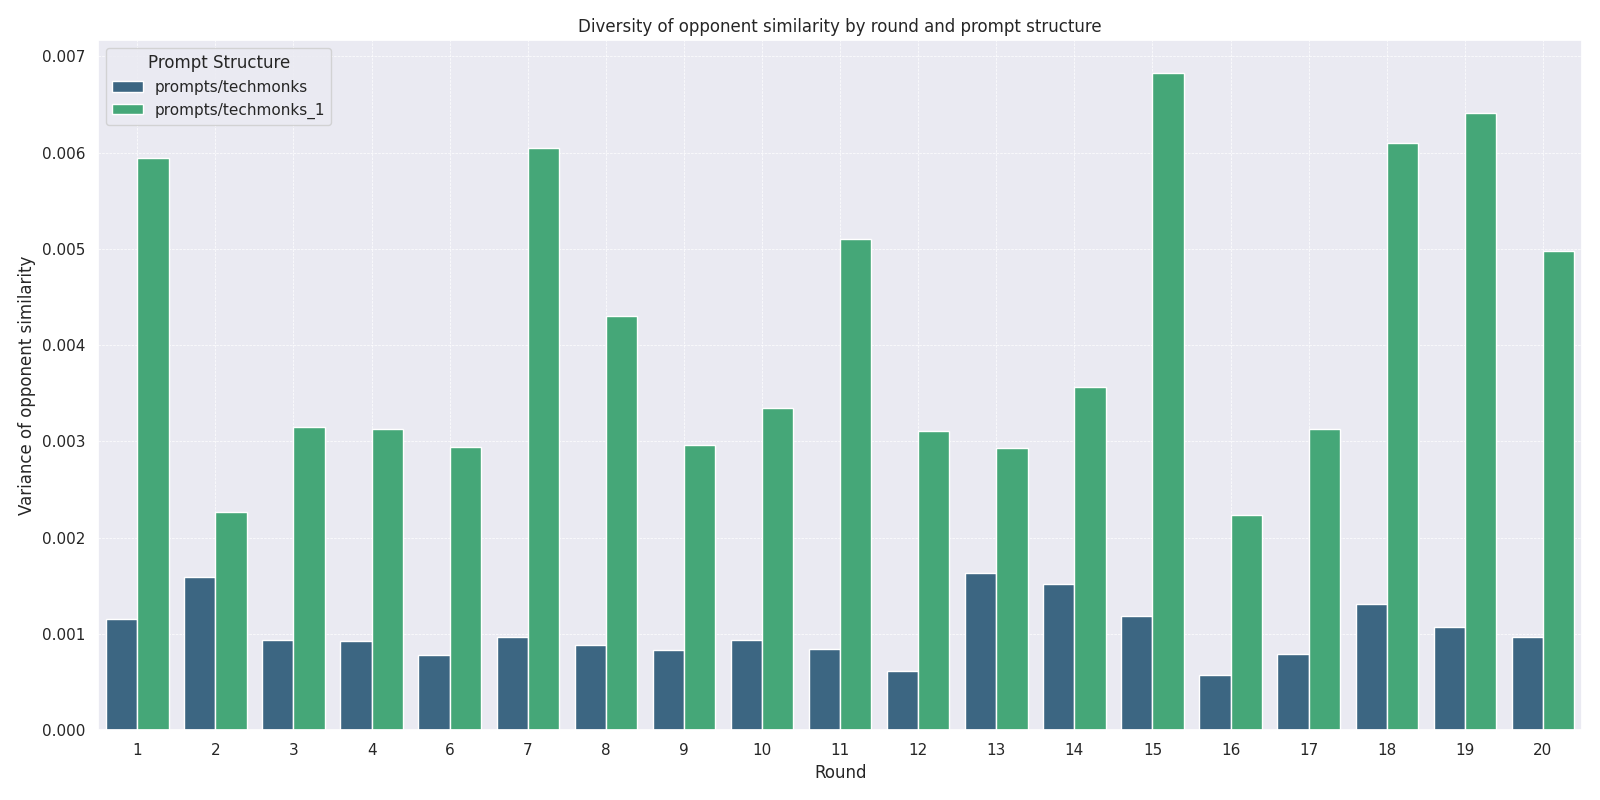 Diversity of opponent similarity by round and prompt structure
Prompt Structure
prompts/techmonks
prompts/techmonks_1
Variance of opponent similarity
0.007
0.006
0.005
0.004
0.003
0.002
0.001
0.000
1 2 3 4 6 7 8 9 10 11 12 13 14 15 16 17 18 19 20
Round